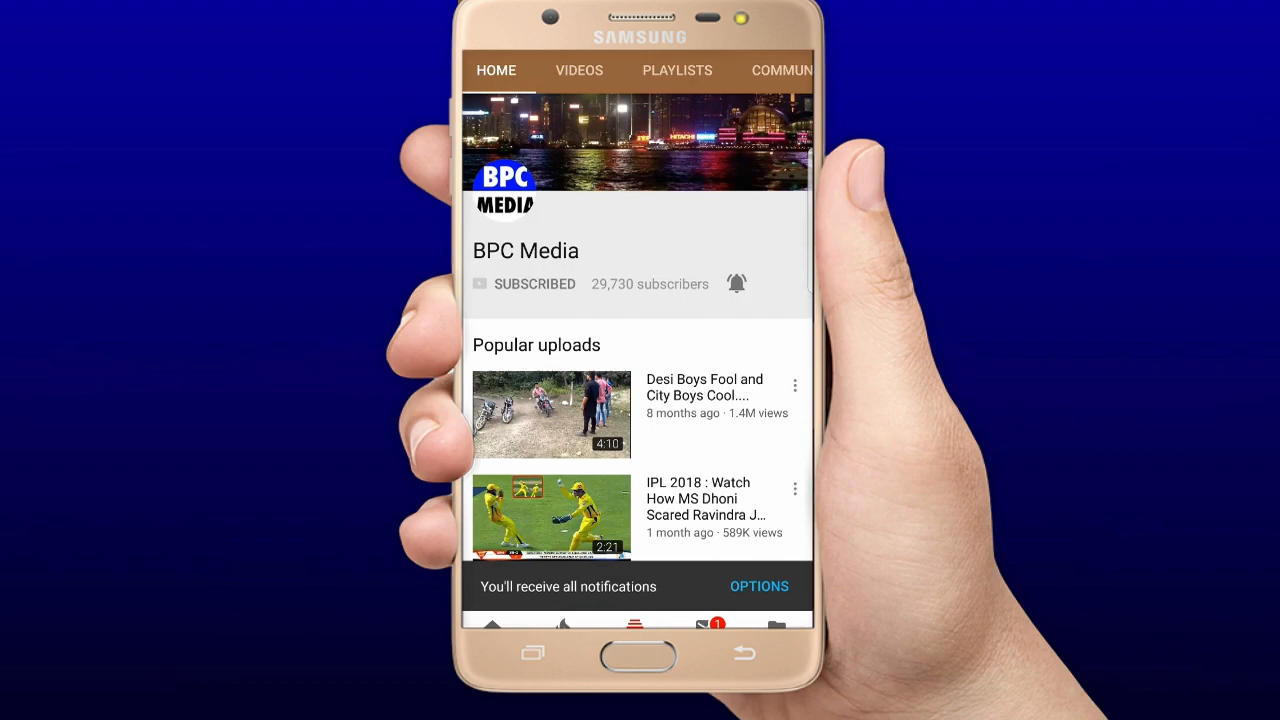 SAMSUNG
HOME VIDEOS PLAYLISTS COMMUN
HITACHI
BPC
MEDIA
BPC Media
SUBSCRIBED 29,730 subscribers
Popular uploads
Desi Boys Fool and
City Boys Cool....
8 months ago · 1.4M views
4:10
IPL 2018 : Watch
How MS Dhoni
Scared Ravindra J...
1 month ago · 589K views
2:21
You'll receive all notifications OPTIONS
1